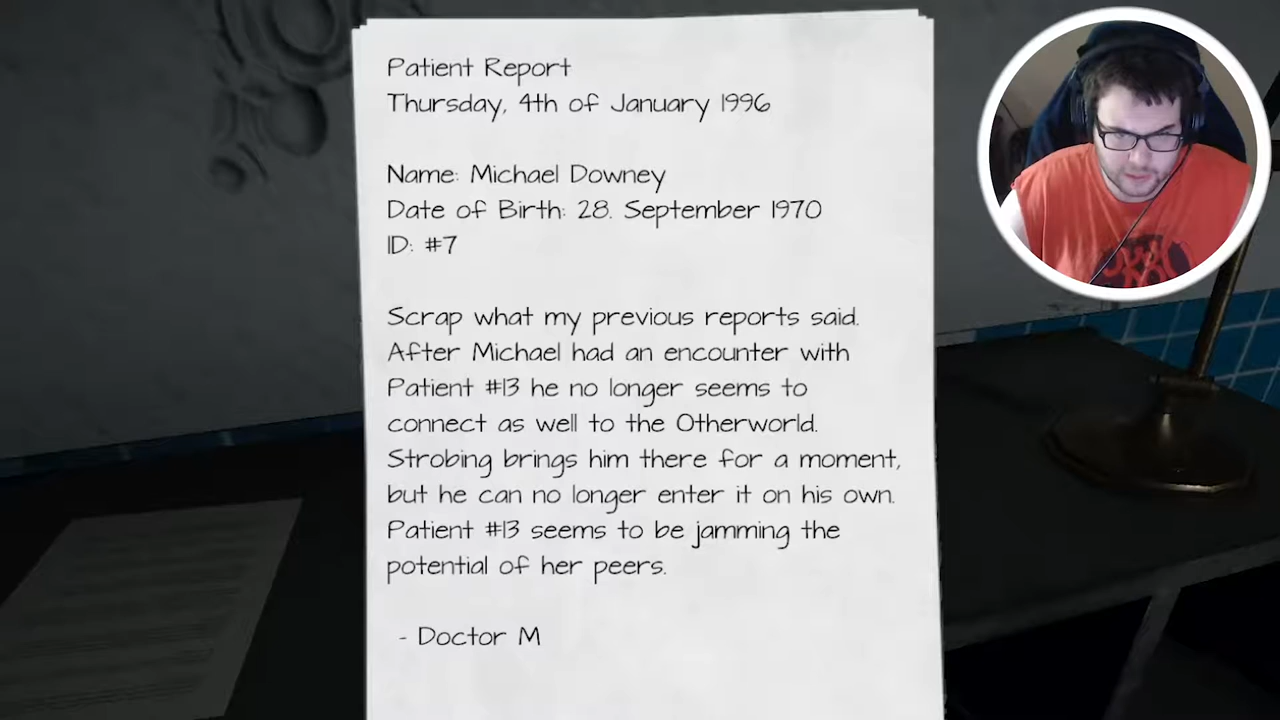 Patient Report
Thursday, 4th of January 1996
Name: Michael Downey
Date of Birth: 28. September 1970
ID: #7
Scrap what my previous reports said.
After Michael had an encounter with
Patient #13 he no longer seems to
connect as well to the Otherworld.
Strobing brings him there for a moment,
but he can no longer enter it on his own.
Patient #13 seems to be jamming the
potential of her peers.
- Doctor M